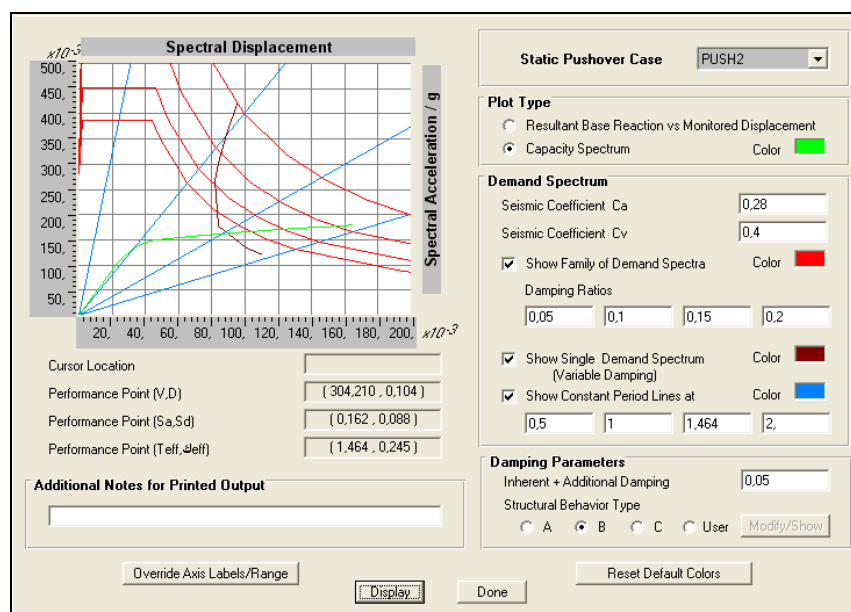 Spectral Displacement
x10-3
500,
450,
400,
350,
300,
250,
200,
150,
100,
50,
Spectral Acceleration / g
20, 40, 60, 80, 100, 120, 140, 160, 180, 200, x10-3
Cursor Location
Performance Point (V,D) ( 304,210 , 0,104 )
Performance Point (Sa,Sd) ( 0,162 , 0,088 )
Performance Point (Teff,ظeff) ( 1,464 , 0,245 )
Additional Notes for Printed Output
Override Axis Labels/Range
Static Pushover Case PUSH2
Plot Type
Resultant Base Reaction vs Monitored Displacement
Capacity Spectrum Color
Demand Spectrum
Seismic Coefficient Ca 0,28
Seismic Coefficient Cv 0,4
Show Family of Demand Spectra Color
Damping Ratios
0,05 0,1 0,15 0,2
Show Single Demand Spectrum Color
(Variable Damping)
Show Constant Period Lines at Color
0,5 1 1,464 2,
Damping Parameters
Inherent + Additional Damping 0,05
Structural Behavior Type
A B C User Modify/Show
Reset Default Colors
Display Done